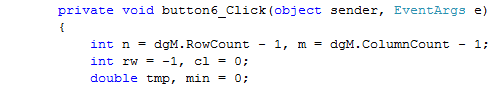 private void button6_Click(object sender, EventArgs e)
{
int n = dgM.RowCount - 1, m = dgM.ColumnCount - 1;
int rw = -1, cl = 0;
double tmp, min = 0;